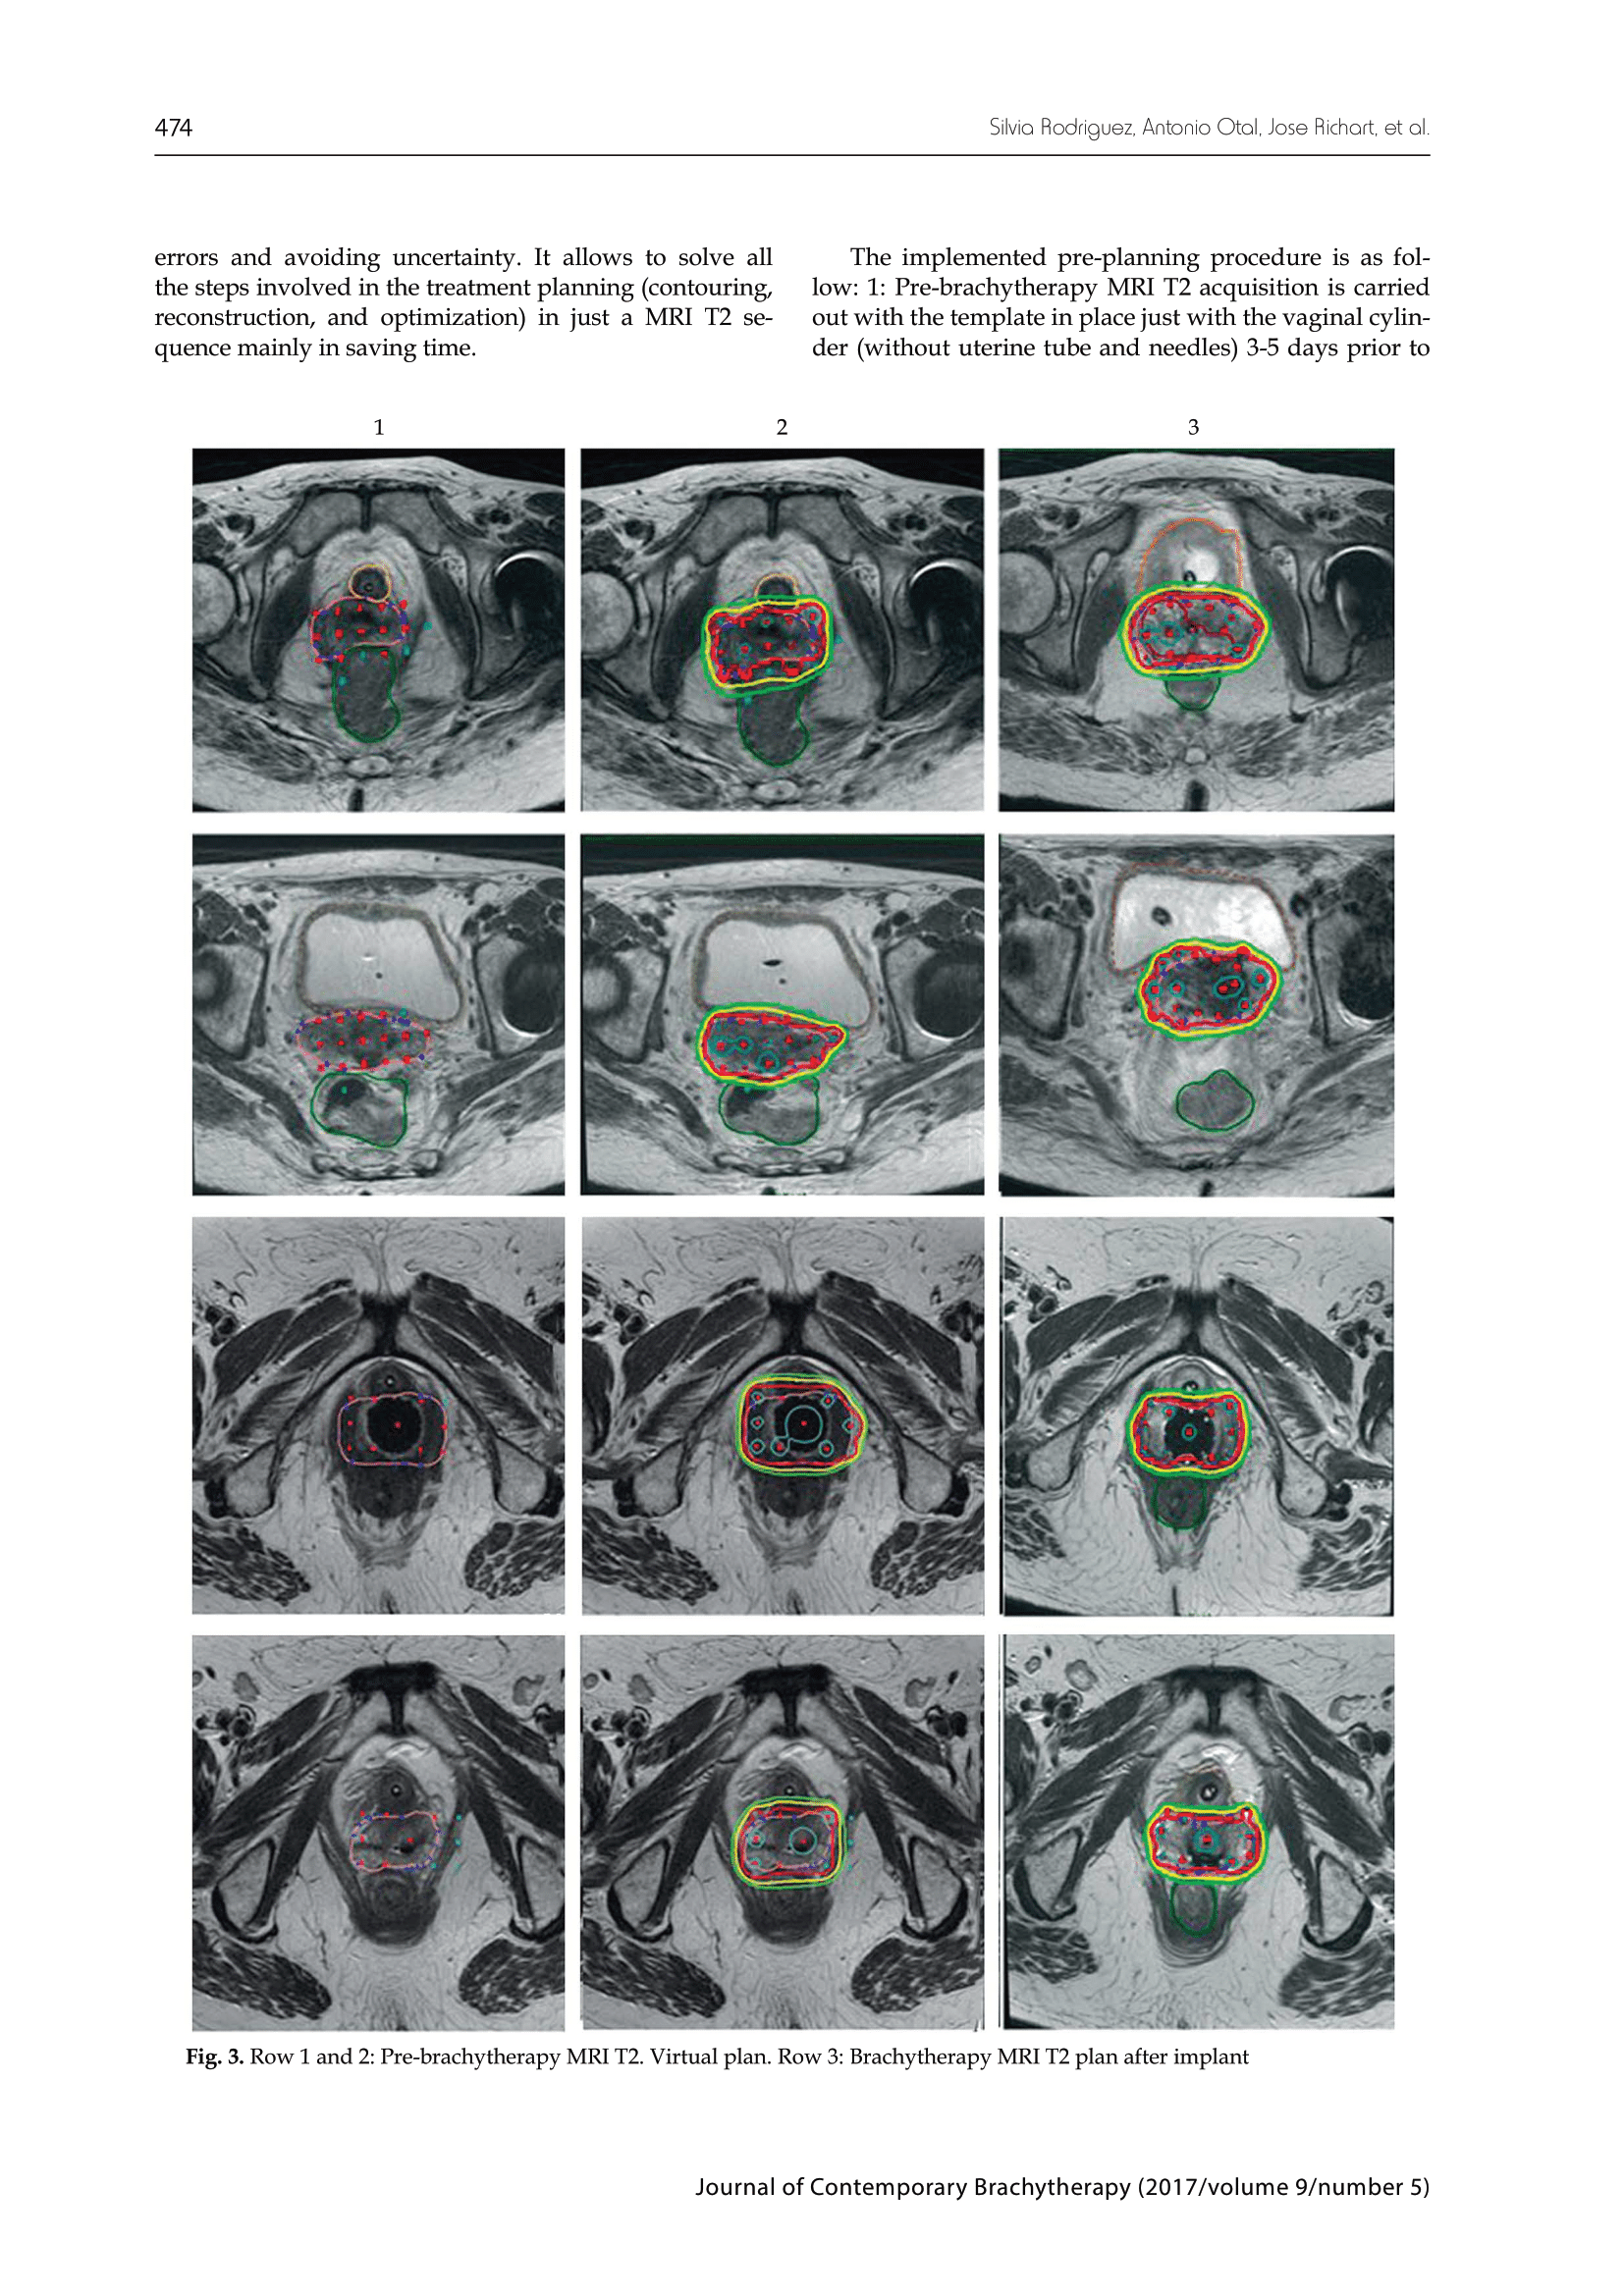 474
Silvia Rodriguez, Antonio Otal, Jose Richart, et al.
errors and avoiding uncertainty. It allows to solve all
the steps involved in the treatment planning (contouring,
reconstruction, and optimization) in just a MRI T2 se-
quence mainly in saving time.
The implemented pre-planning procedure is as fol-
low: 1: Pre-brachytherapy MRI T2 acquisition is carried
out with the template in place just with the vaginal cylin-
der (without uterine tube and needles) 3-5 days prior to
1
2
3
Fig. 3. Row 1 and 2: Pre-brachytherapy MRI T2. Virtual plan. Row 3: Brachytherapy MRI T2 plan after implant
Journal of Contemporary Brachytherapy (2017/volume 9/number 5)